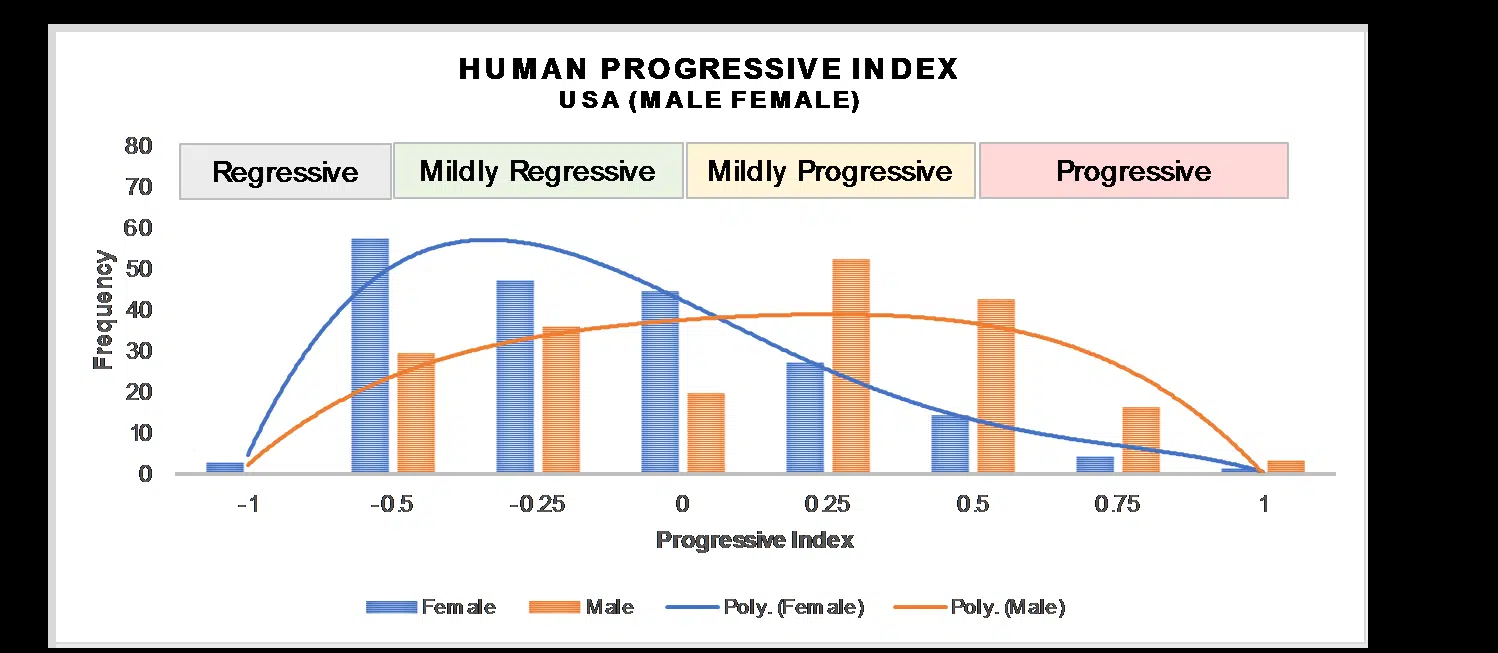 HUMAN PROGRESSIVE INDEX
USA (MALE FEMALE)
80
Regressive Mildly Regressive Mildly Progressive Progressive
70
60
50
40
30
20
10
0
Frequency
-1 -0.5 -0.25 0 0.25 0.5 0.75 1
Progressive Index
Female Male Poly. (Female) Poly. (Male)